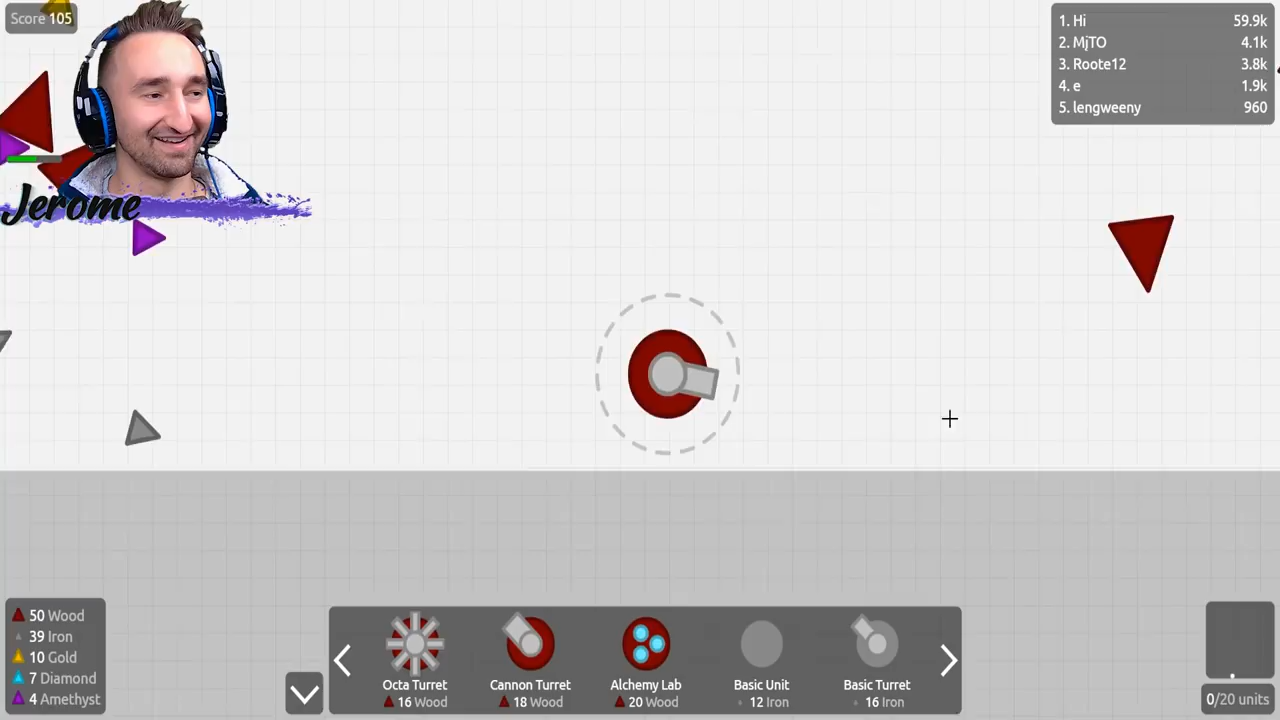 Score 105
Jerome
1. Hi 59.9k
2. MįTO 4.1k
3. Roote12 3.8k
4. e 1.9k
5. lengweeny 960
50 Wood
39 Iron
10 Gold
7 Diamond
4 Amethyst
Octa Turret
16 Wood
Cannon Turret
18 Wood
Alchemy Lab
20 Wood
Basic Unit
12 Iron
Basic Turret
16 Iron
0/20 units